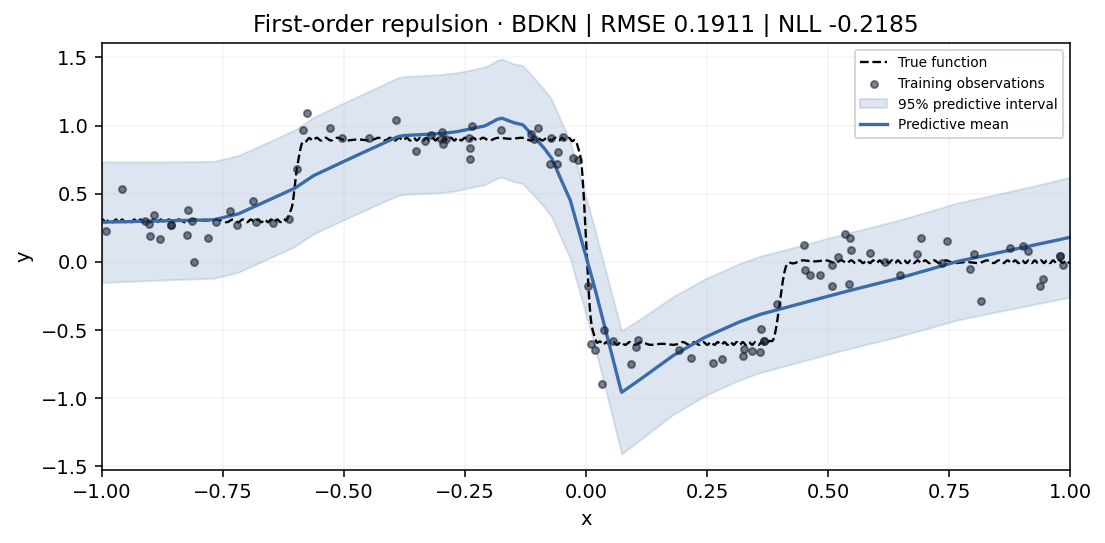 First-order repulsion · BDKN | RMSE 0.1911 | NLL -0.2185
True function
Training observations
95% predictive interval
Predictive mean
1.5
1.0
0.5
0.0
−0.5
−1.0
−1.5
y
−1.00 −0.75 −0.50 −0.25 0.00 0.25 0.50 0.75 1.00
x